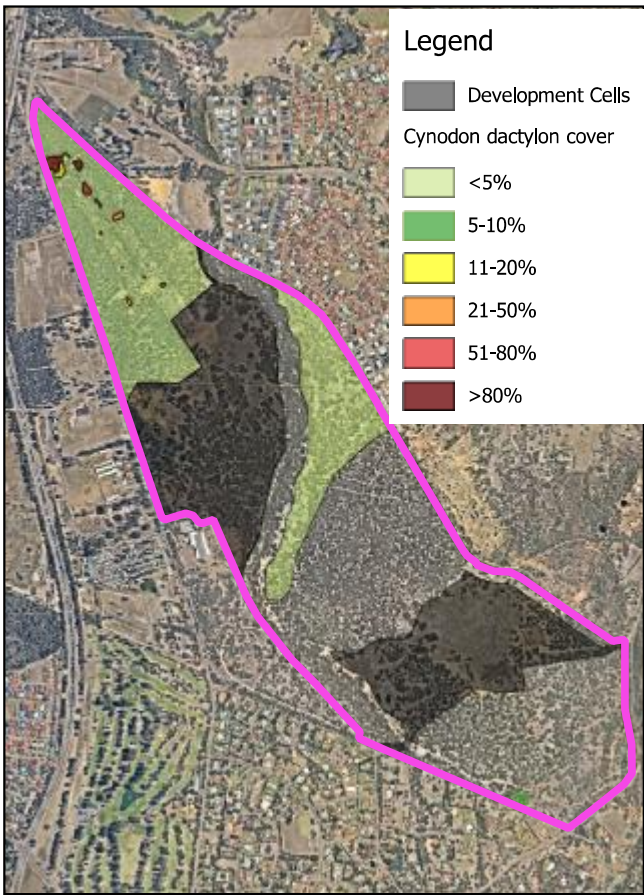 Legend
Development Cells
Cynodon dactylon cover
<5%
5-10%
11-20%
21-50%
51-80%
>80%